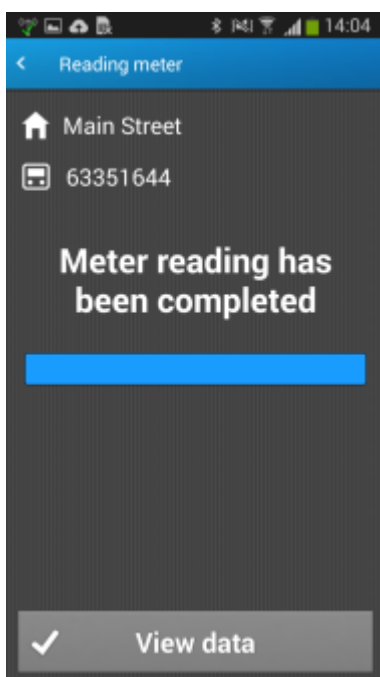 14:04
Reading meter
Main Street
63351644
Meter reading has
been completed
View data